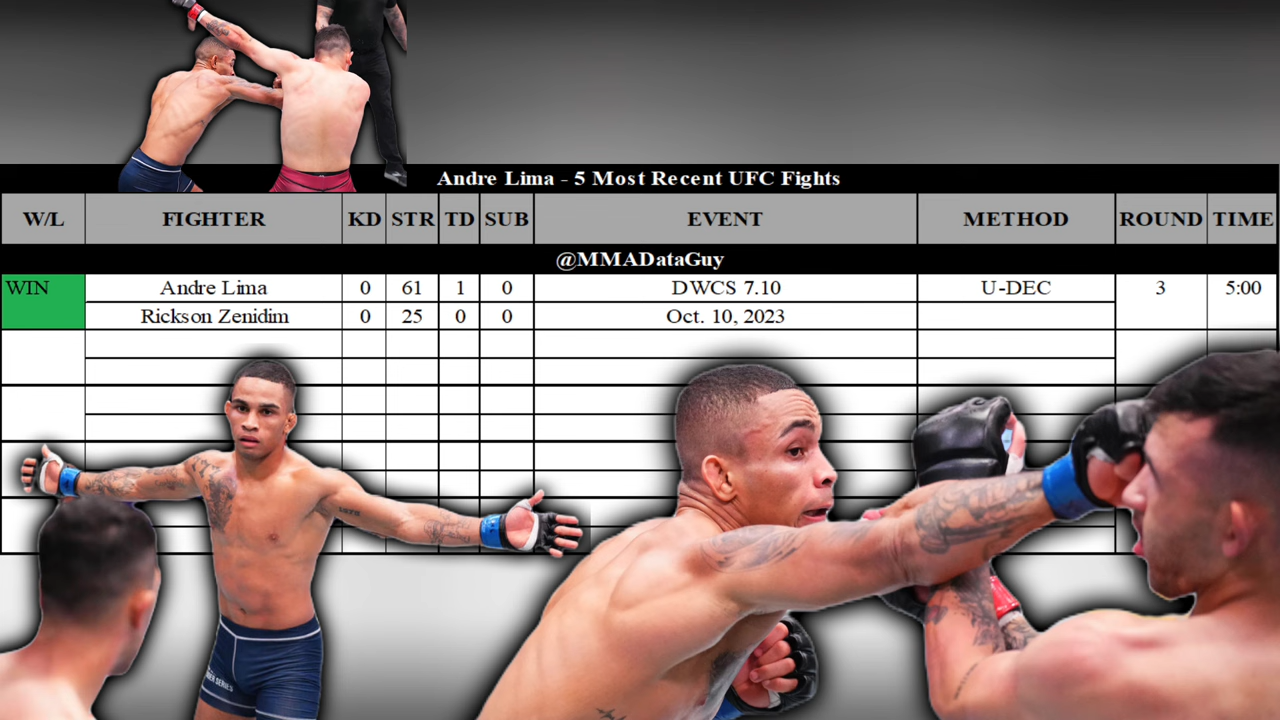 Andre Lima - 5 Most Recent UFC Fights
W/L FIGHTER KD STR TD SUB EVENT METHOD ROUND TIME
@MMADataGuy
WIN Andre Lima 0 61 1 0 DWCS 7.10 U-DEC 3 5:00
Rickson Zenidim 0 25 0 0 Oct. 10, 2023
SERIES